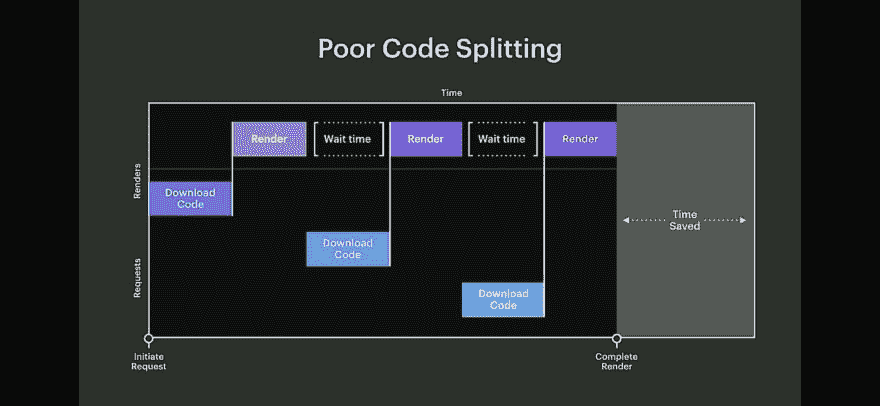 Poor Code Splitting
Time
Render
Wait time
Render
Wait time
Render
Renders
Download
Code
Time
Saved
Requests
Download
Code
Download
Code
Initiate
Request
Complete
Render